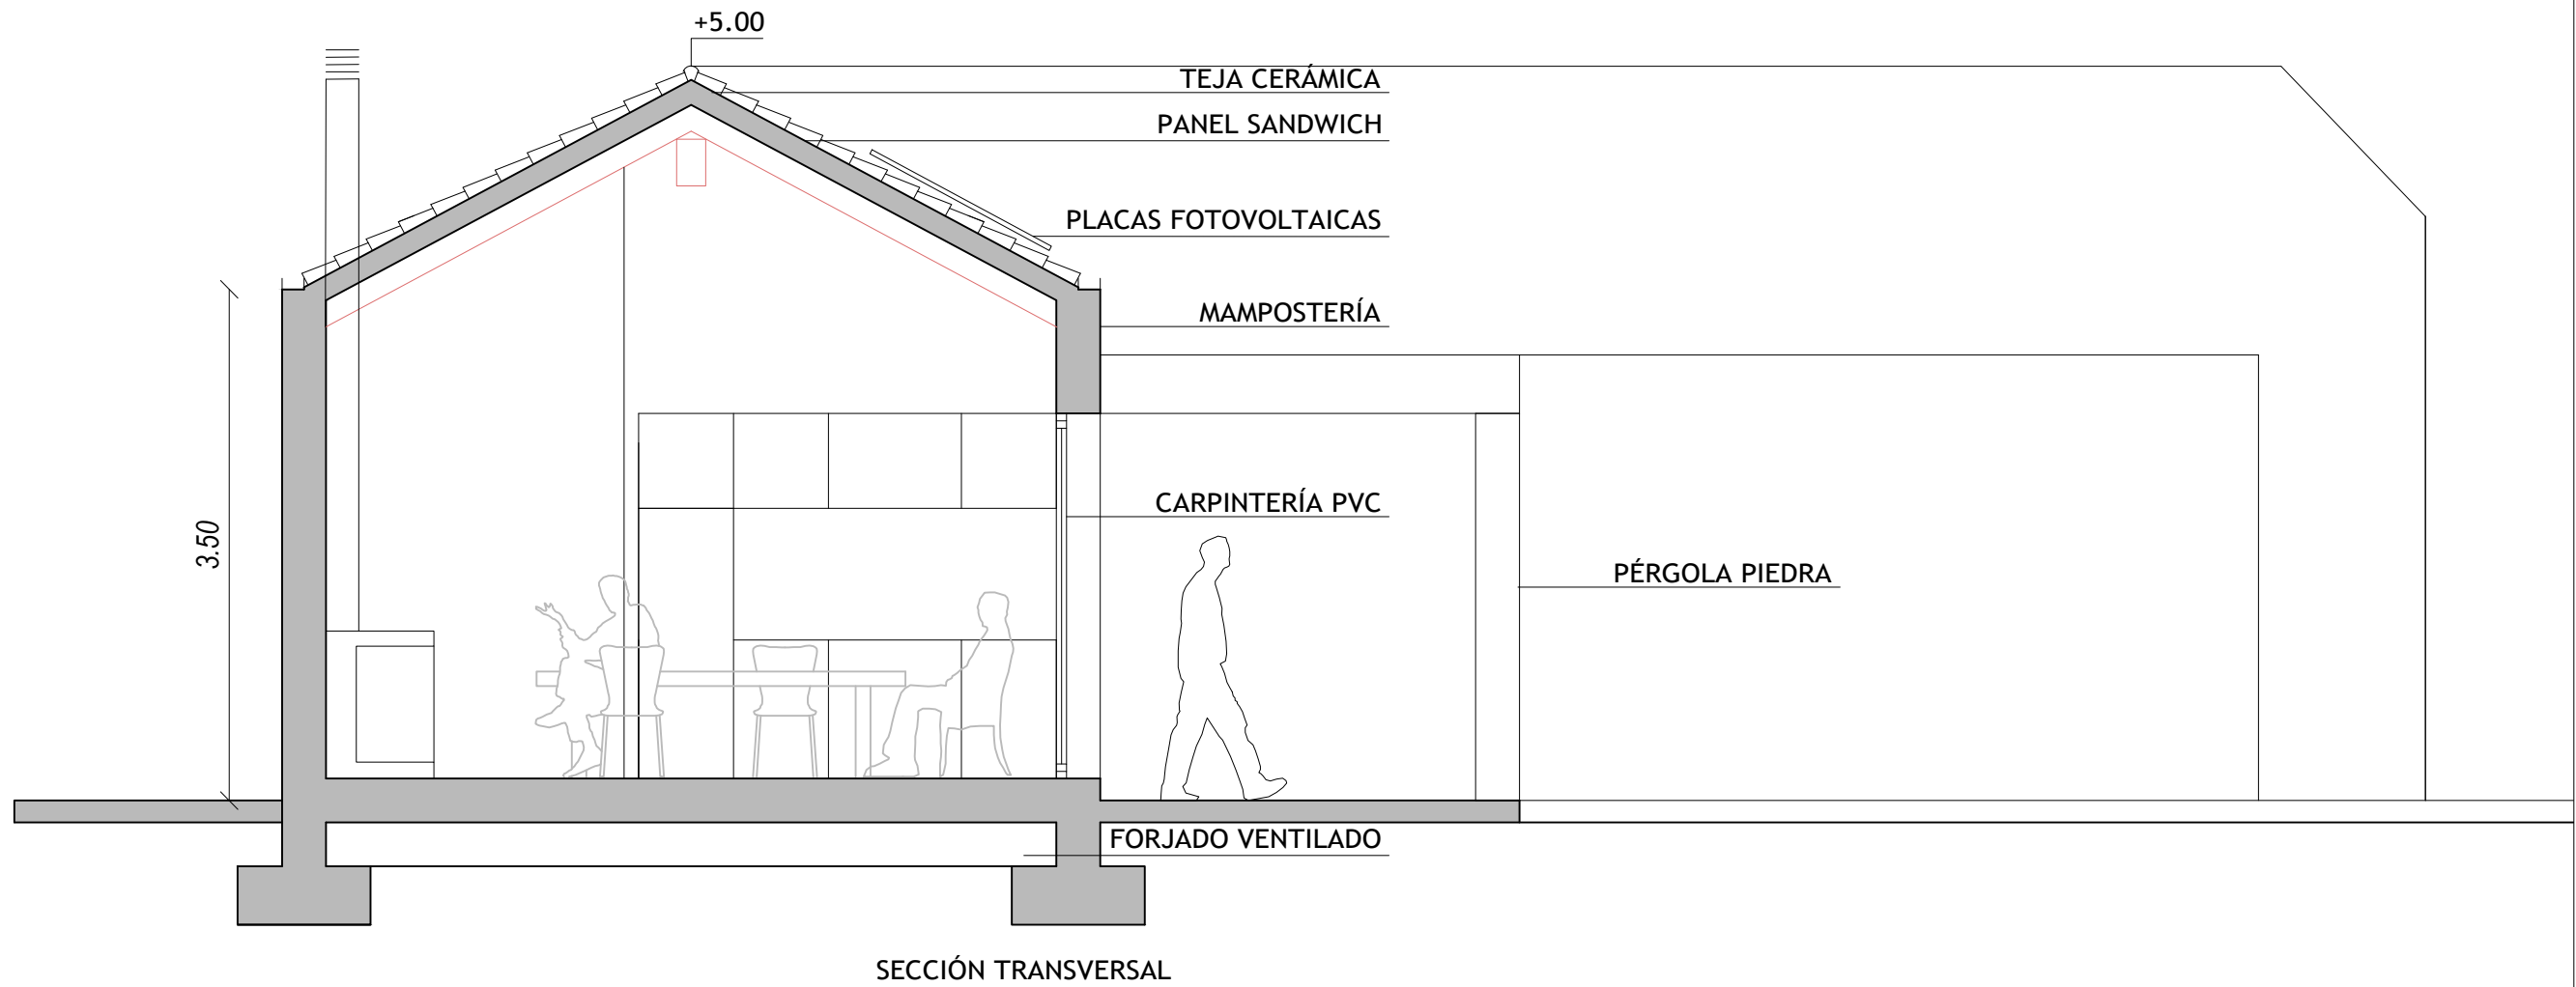 +5.00
TEJA CERÁMICA
PANEL SANDWICH
PLACAS FOTOVOLTAICAS
MAMPOSTERÍA
CARPINTERÍA PVC
3.50
PÉRGOLA PIEDRA
FORJADO VENTILADO
SECCIÓN TRANSVERSAL